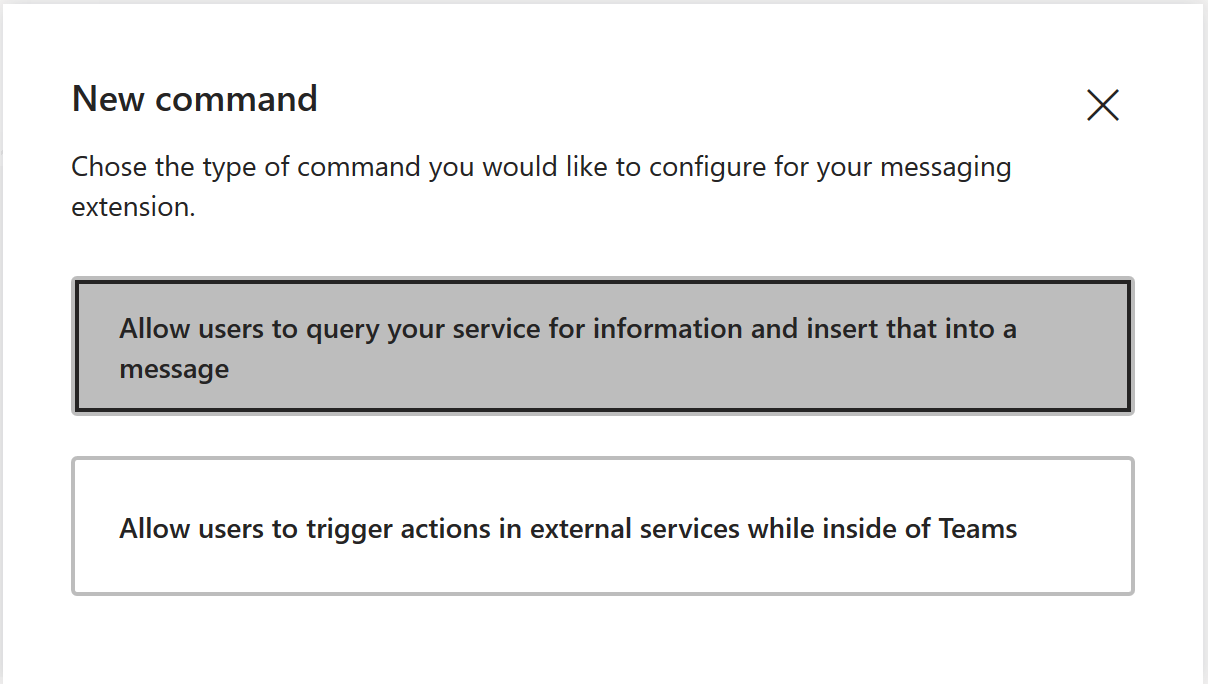 New command
Chose the type of command you would like to configure for your messaging
extension.
Allow users to query your service for information and insert that into a
message
Allow users to trigger actions in external services while inside of Teams